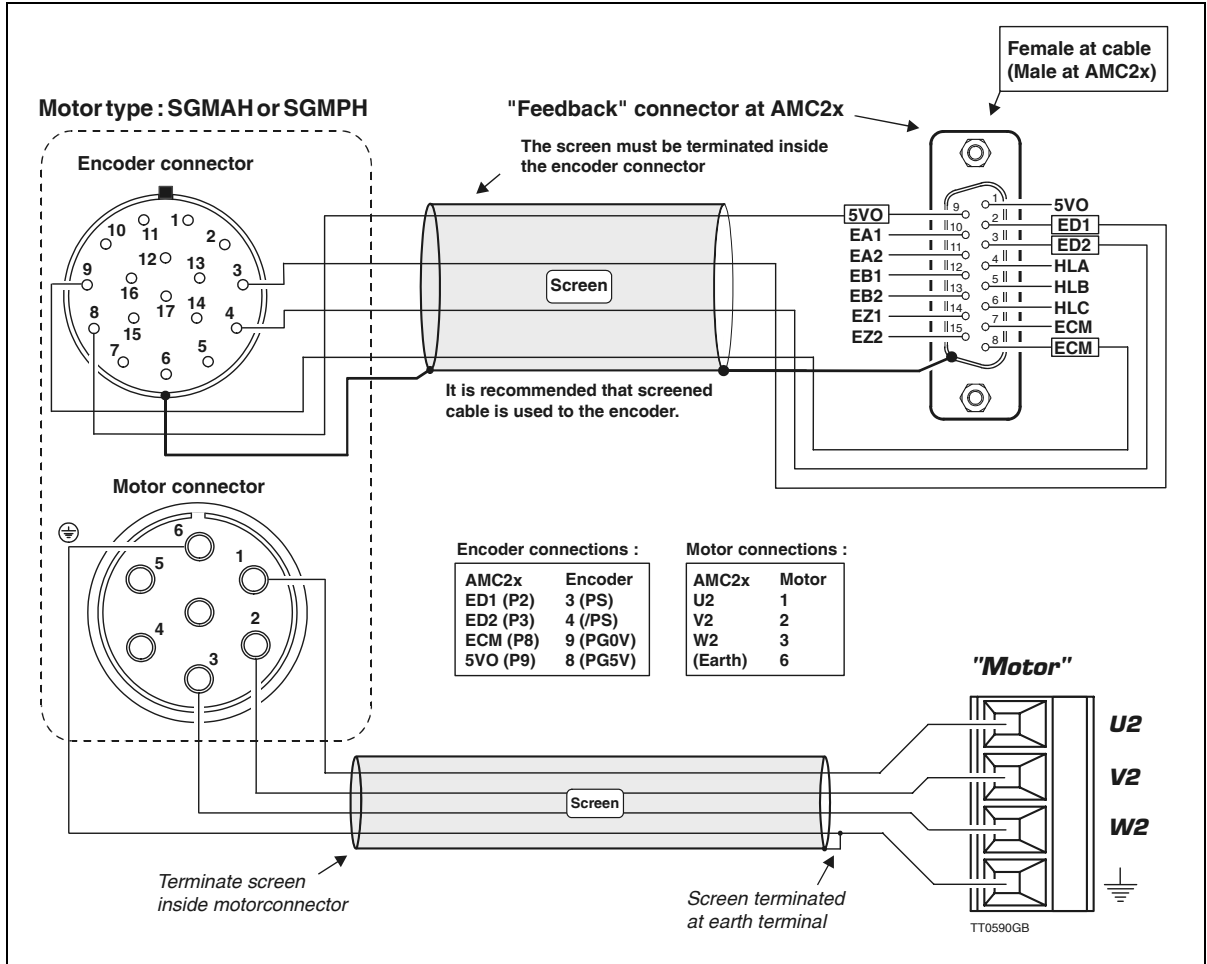 Female at cable
(Male at AMC2x)
Motor type : SGMAH or SGMPH
"Feedback" connector at AMC2x
The screen must be terminated inside
the encoder connector
Encoder connector
1
2
3
4
5
6
7
8
9
10
11
12
13
14
15
16
17
Screen
5VO
EA1
EA2
EB1
EB2
EZ1
EZ2
9
10
11
12
13
14
15
1
2
3
4
5
6
7
8
5VO
ED1
ED2
HLA
HLB
HLC
ECM
ECM
It is recommended that screened
cable is used to the encoder.
Motor connector
6
5
1
4
2
3
Encoder connections :
AMC2x Encoder
ED1 (P2) 3 (PS)
ED2 (P3) 4 (/PS)
ECM (P8) 9 (PG0V)
5VO (P9) 8 (PG5V)
Motor connections :
AMC2x Motor
U2 1
V2 2
W2 3
(Earth) 6
"Motor"
U2
V2
W2
Screen
Terminate screen
inside motorconnector
Screen terminated
at earth terminal
TT0590GB